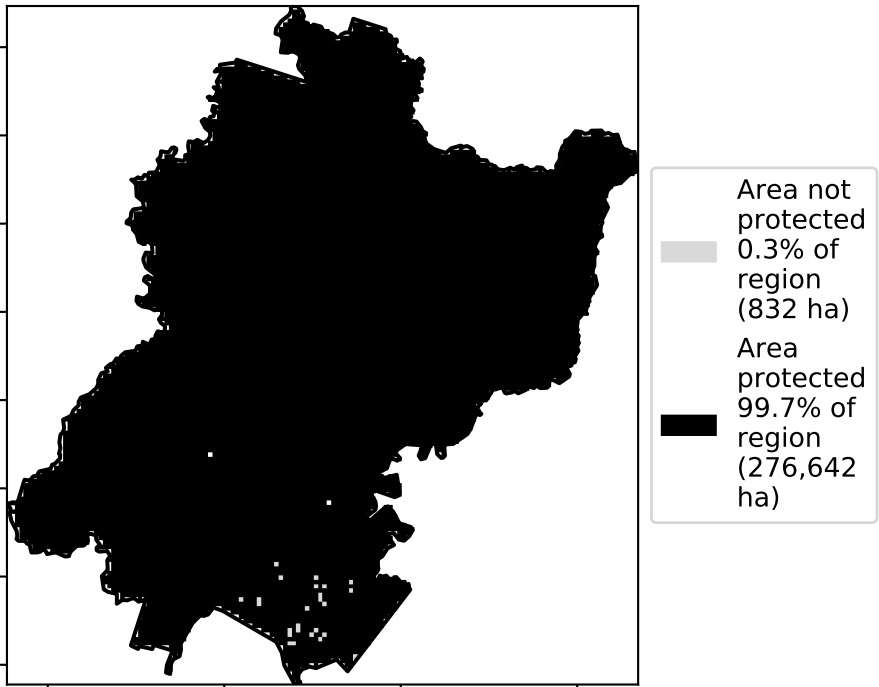 Area not
protected
0.3% of
region
(832 ha)
Area
protected
99.7% of
region
(276,642
ha)